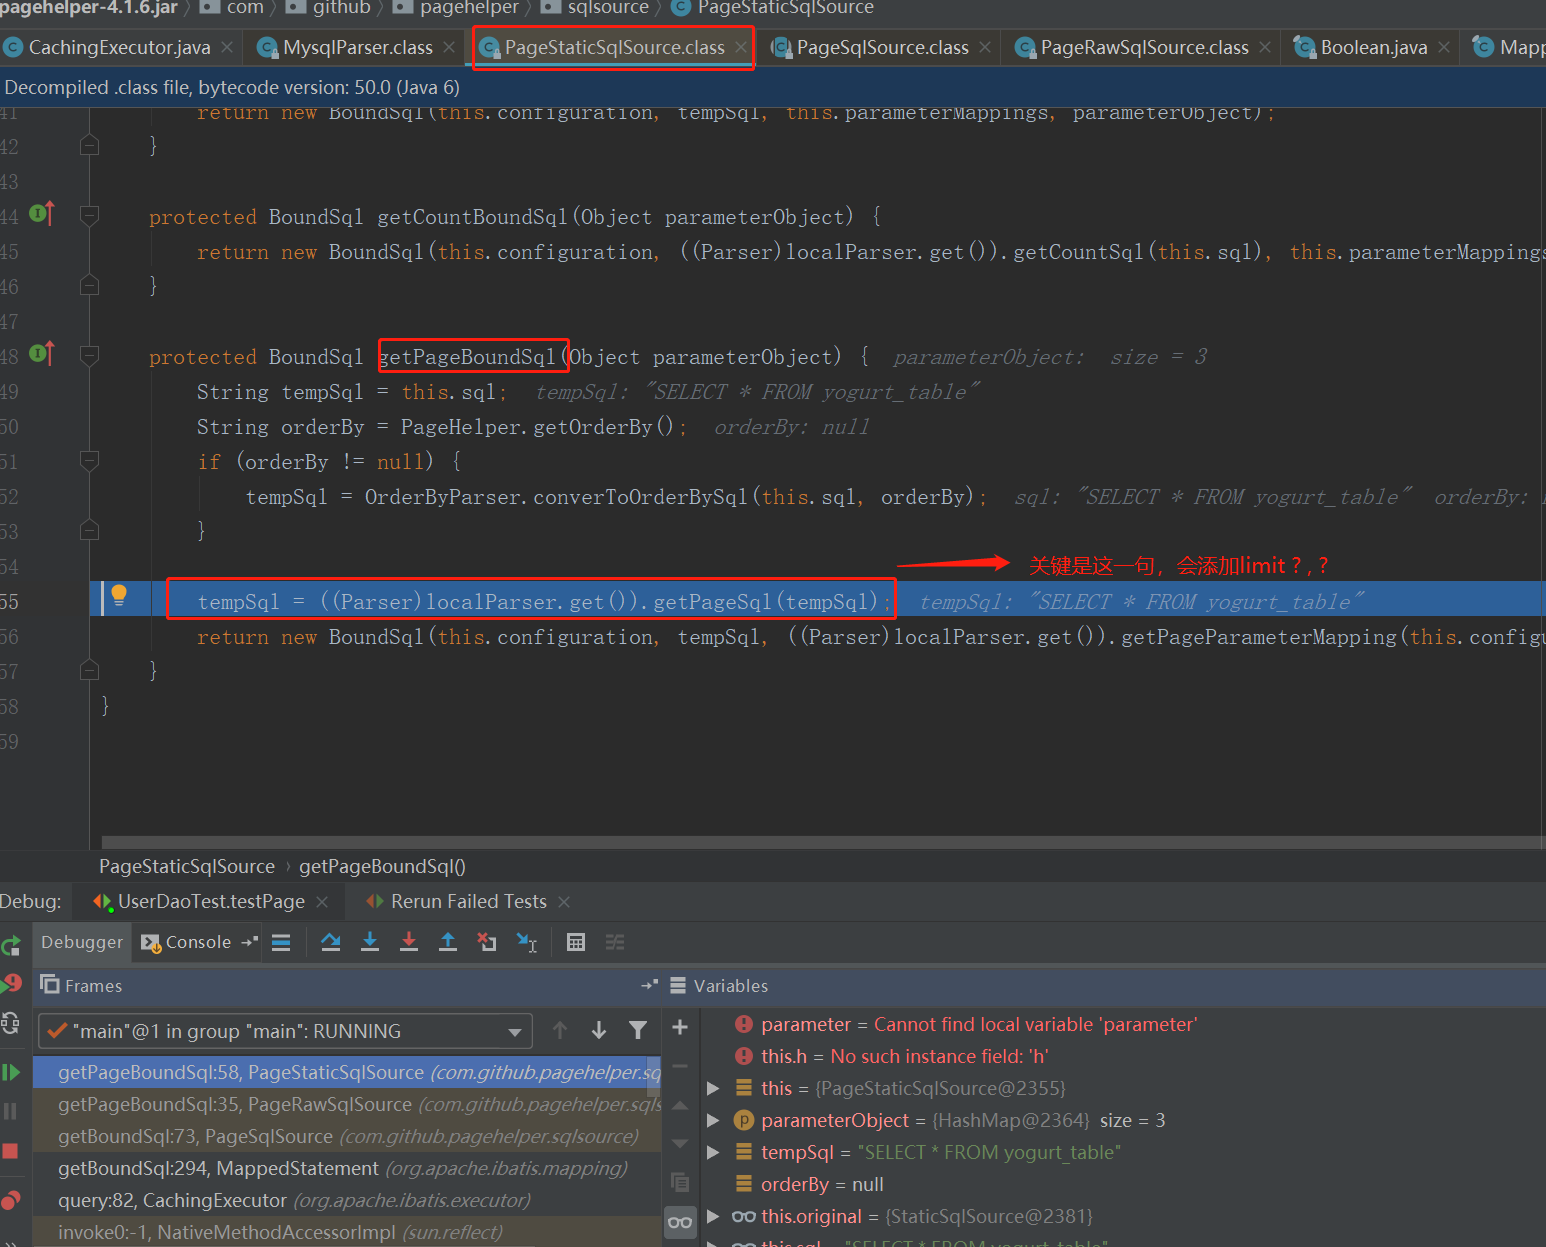 pagehelper-4.1.6.jar com github pagehelper sqlsource PageStaticSqlSource
CachingExecutor.java MysqlParser.class PageStaticSqlSource.class PageSqlSource.class PageRawSqlSource.class Boolean.java Mapp
Decompiled .class file, bytecode version: 50.0 (Java 6)
41 return new BoundSql(this.configuration, tempSql, this.parameterMappings, parameterObject);
42 }
43
44 protected BoundSql getCountBoundSql(Object parameterObject) {
45 return new BoundSql(this.configuration, ((Parser)localParser.get()).getCountSql(this.sql), this.parameterMappings
46 }
47
48 protected BoundSql getPageBoundSql(Object parameterObject) { parameterObject: size = 3
49 String tempSql = this.sql; tempSql: "SELECT * FROM yogurt_table"
50 String orderBy = PageHelper.getOrderBy(); orderBy: null
51 if (orderBy != null) {
52 tempSql = OrderByParser.converToOrderBySql(this.sql, orderBy); sql: "SELECT * FROM yogurt_table" orderBy:
53 }
54
关键是这一句，会添加limit ? , ?
55 tempSql = ((Parser)localParser.get()).getPageSql(tempSql); tempSql: "SELECT * FROM yogurt_table"
56 return new BoundSql(this.configuration, tempSql, ((Parser)localParser.get()).getPageParameterMapping(this.configu
57 }
58 }
59
PageStaticSqlSource › getPageBoundSql()
Debug: UserDaoTest.testPage Rerun Failed Tests
Debugger Console
Frames Variables
"main"@1 in group "main": RUNNING
getPageBoundSql:58, PageStaticSqlSource (com.github.pagehelper.sq
getPageBoundSql:35, PageRawSqlSource (com.github.pagehelper.sqls
getBoundSql:73, PageSqlSource (com.github.pagehelper.sqlsource)
getBoundSql:294, MappedStatement (org.apache.ibatis.mapping)
query:82, CachingExecutor (org.apache.ibatis.executor)
invoke0:-1, NativeMethodAccessorImpl (sun.reflect)
parameter = Cannot find local variable 'parameter'
this.h = No such instance field: 'h'
this = {PageStaticSqlSource@2355}
parameterObject = {HashMap@2364} size = 3
tempSql = "SELECT * FROM yogurt_table"
orderBy = null
this.original = {StaticSqlSource@2381}
this.sql = "SELECT * FROM yogurt_table"